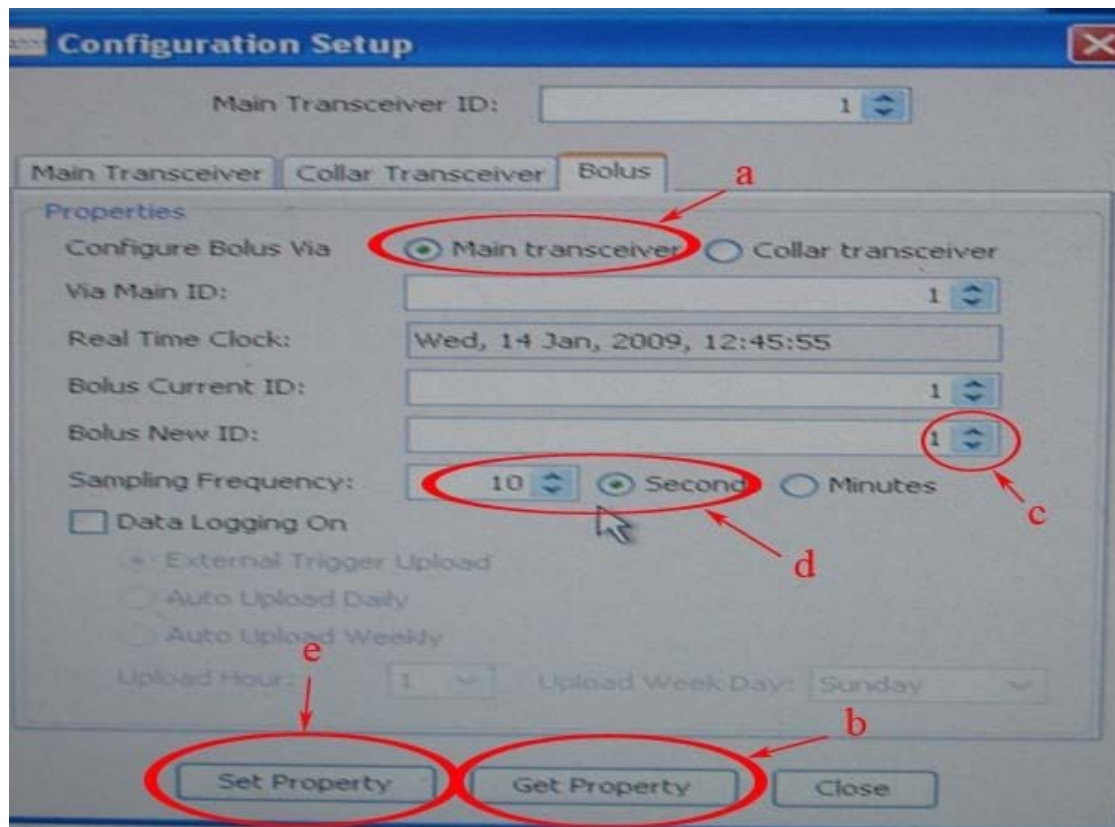 Configuration Setup
Main Transceiver ID: 1
Main Transceiver Collar Transceiver Bolus
a
Properties
Configure Bolus Via Main transceiver Collar transceiver
Via Main ID: 1
Real Time Clock: Wed, 14 Jan, 2009, 12:45:55
Bolus Current ID: 1
Bolus New ID: 1
Sampling Frequency: 10 Second Minutes
c
Data Logging On
d
External Trigger Upload
Auto Upload Daily
Auto Upload Weekly
e
Upload Hour: 1 Upload Week Day: Sunday
b
Set Property Get Property Close